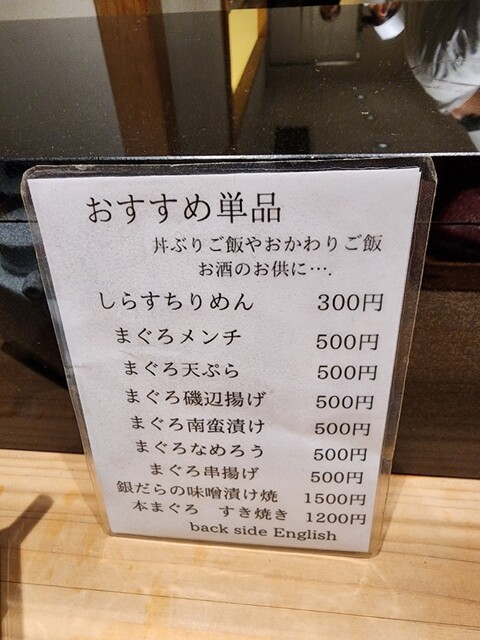 おすすめ単品
丼ぶりご飯やおかわりご飯
お酒のお供に….
しらすちりめん 300円
まぐろメンチ 500円
まぐろ天ぷら 500円
まぐろ磯辺揚げ 500円
まぐろ南蛮漬け 500円
まぐろなめろう 500円
まぐろ串揚げ 500円
銀だらの味噌漬け焼 1500円
本まぐろ すき焼き 1200円
back side English